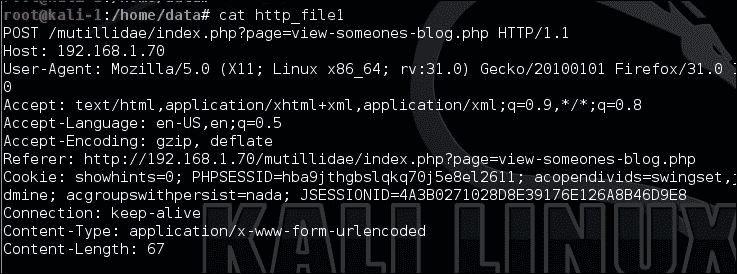 root@kali-1:/home/data# cat http_file1
POST /mutillidae/index.php?page=view-someones-blog.php HTTP/1.1
Host: 192.168.1.70
User-Agent: Mozilla/5.0 (X11; Linux x86_64; rv:31.0) Gecko/20100101 Firefox/31.0 I
0
Accept: text/html,application/xhtml+xml,application/xml;q=0.9,*/*;q=0.8
Accept-Language: en-US,en;q=0.5
Accept-Encoding: gzip, deflate
Referer: http://192.168.1.70/mutillidae/index.php?page=view-someones-blog.php
Cookie: showhints=0; PHPSESSID=hba9jthgbslqkq70j5e8el2611; acopendivids=swingset,j
dmine; acgroupswithpersist=nada; JSESSIONID=4A3B0271028D8E39176E126A8B46D9E8
Connection: keep-alive
Content-Type: application/x-www-form-urlencoded
Content-Length: 67
KALI LINUX